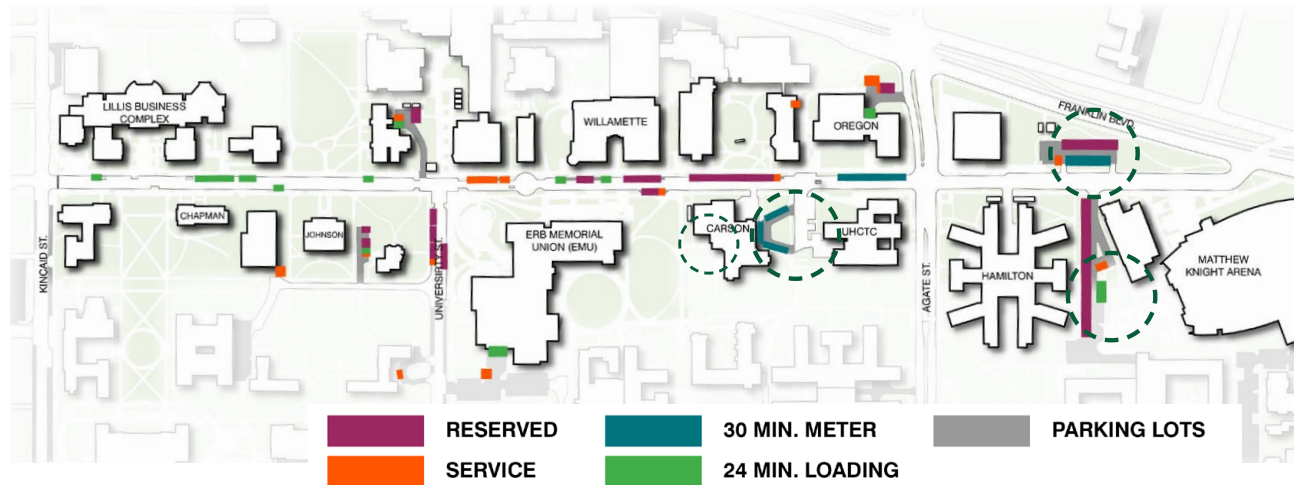 LILLIS BUSINESS
COMPLEX
WILLAMETTE
OREGON
FRANKLIN BLVD.
CHAPMAN
JOHNSON
ERB MEMORIAL
UNION (EMU)
CARSON
UHCTC
HAMILTON
MATTHEW
KNIGHT ARENA
KINCAID ST.
UNIVERSIRTY ST.
AGATE ST.
RESERVED
30 MIN. METER
PARKING LOTS
SERVICE
24 MIN. LOADING